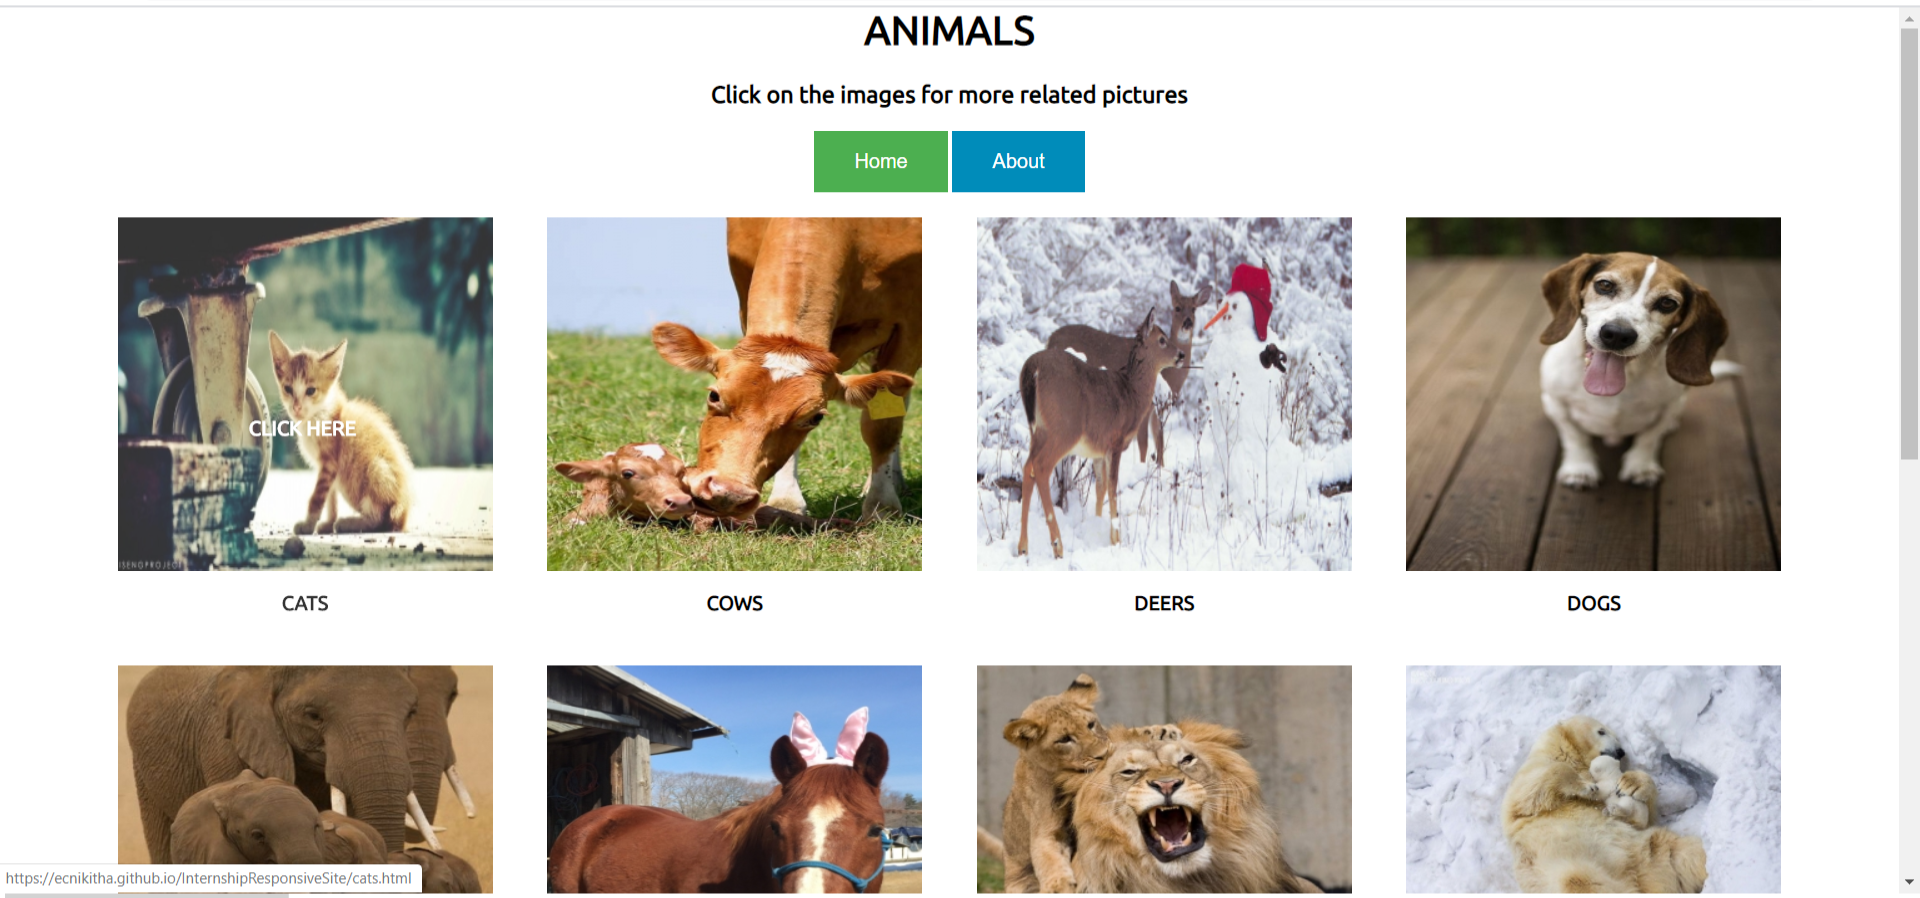 ANIMALS
Click on the images for more related pictures
Home About
CLICK HERE
ISENGPROJECT
CATS COWS DEERS DOGS
https://ecnikitha.github.io/InternshipResponsiveSite/cats.html